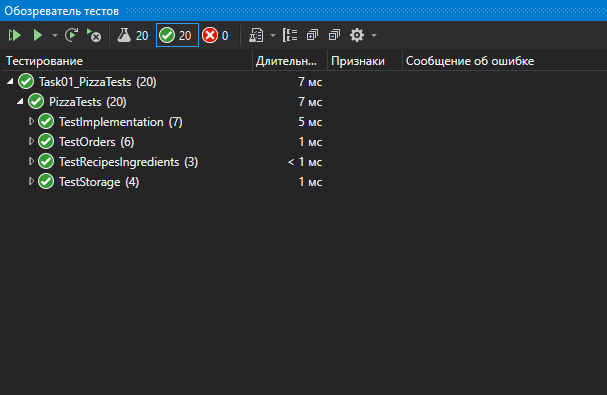 Обозреватель тестов
20 20 0
Тестирование Длительн... Признаки Сообщение об ошибке
Task01_PizzaTests (20) 7 мс
PizzaTests (20) 7 мс
TestImplementation (7) 5 мс
TestOrders (6) 1 мс
TestRecipesIngredients (3) < 1 мс
TestStorage (4) 1 мс